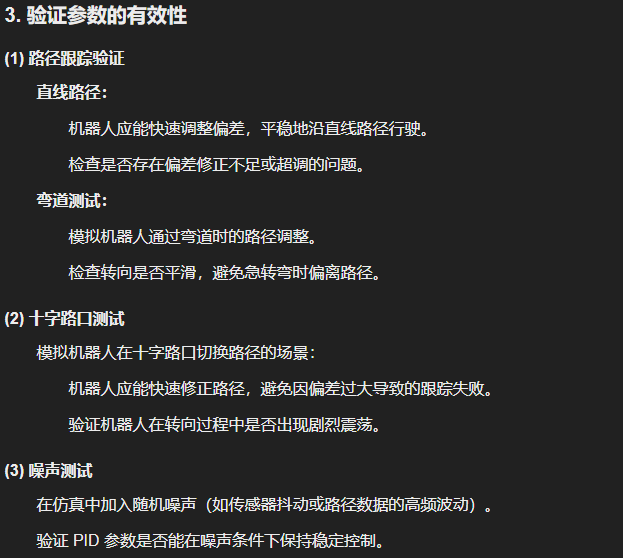 3. 验证参数的有效性
(1) 路径跟踪验证
直线路径：
机器人应能快速调整偏差，平稳地沿直线路径行驶。
检查是否存在偏差修正不足或超调的问题。
弯道测试：
模拟机器人通过弯道时的路径调整。
检查转向是否平滑，避免急转弯时偏离路径。
(2) 十字路口测试
模拟机器人在十字路口切换路径的场景：
机器人应能快速修正路径，避免因偏差过大导致的跟踪失败。
验证机器人在转向过程中是否出现剧烈震荡。
(3) 噪声测试
在仿真中加入随机噪声（如传感器抖动或路径数据的高频波动）。
验证 PID 参数是否能在噪声条件下保持稳定控制。